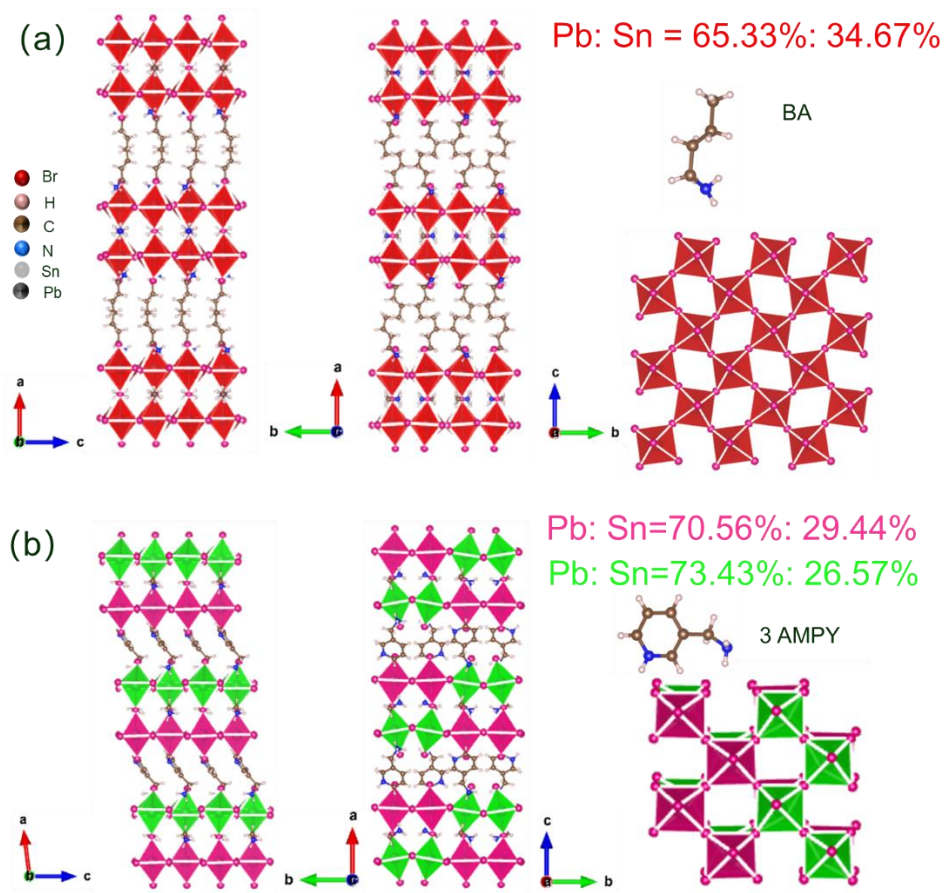 (a)
Pb: Sn = 65.33%: 34.67%
BA
Br
H
C
N
Sn
Pb
a
b
c
a
b
c
c
a
b
(b)
Pb: Sn=70.56%: 29.44%
Pb: Sn=73.43%: 26.57%
3 AMPY
a
b
c
a
b
c
c
a
b